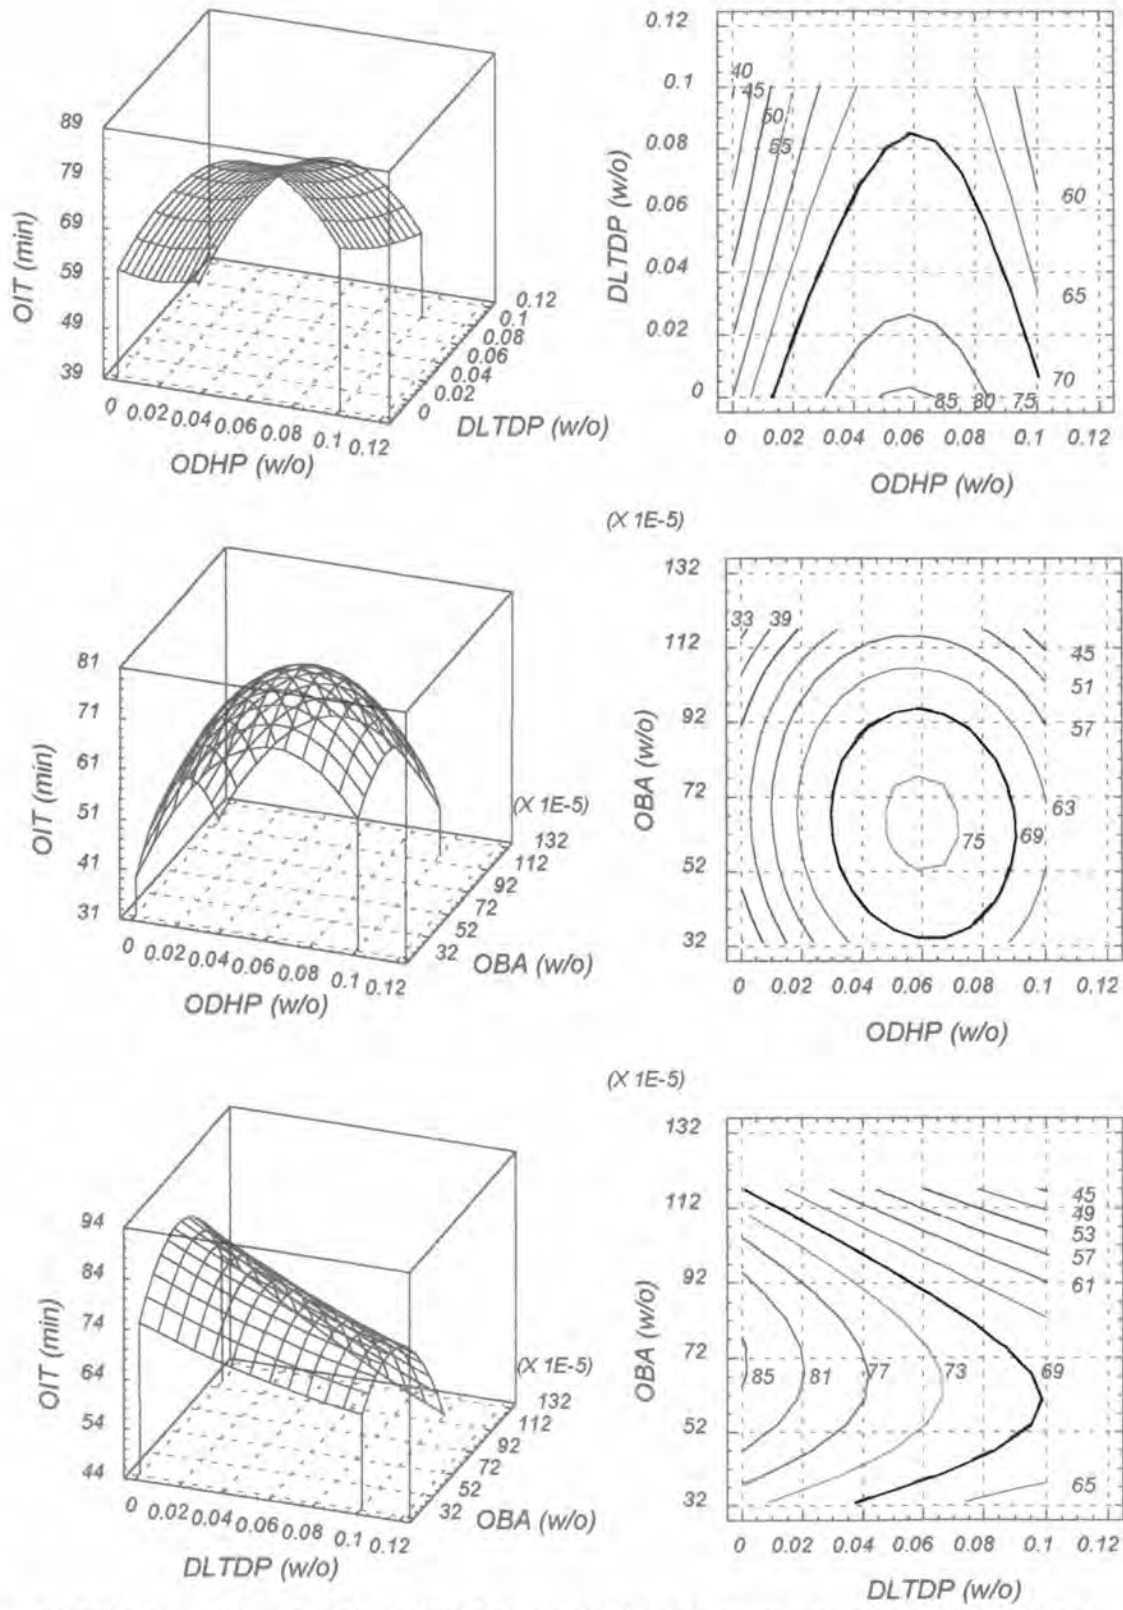 89
79
69
59
49
39
OIT (min)
0 0.02 0.04 0.06 0.08 0.1 0.12
ODHP (w/o)
0
0.02
0.04
0.06
0.08
0.1
0.12
DLTDP (w/o)
0.12
0.1
0.08
0.06
0.04
0.02
0
DLTDP (w/o)
40
45
50
55
60
65
70
85 80 75
0 0.02 0.04 0.06 0.08 0.1 0.12
ODHP (w/o)
81
71
61
51
41
31
OIT (min)
0 0.02 0.04 0.06 0.08 0.1 0.12
ODHP (w/o)
(X 1E-5)
132
112
92
72
52
32
OBA (w/o)
(X 1E-5)
132
112
92
72
52
32
OBA (w/o)
33 39
45
51
57
63
75 69
0 0.02 0.04 0.06 0.08 0.1 0.12
ODHP (w/o)
94
84
74
64
54
44
OIT (min)
0 0.02 0.04 0.06 0.08 0.1 0.12
DLTDP (w/o)
(X 1E-5)
132
112
92
72
52
32
OBA (w/o)
(X 1E-5)
132
112
92
72
52
32
OBA (w/o)
45
49
53
57
61
85 81 77 73 69
65
0 0.02 0.04 0.06 0.08 0.1 0.12
DLTDP (w/o)